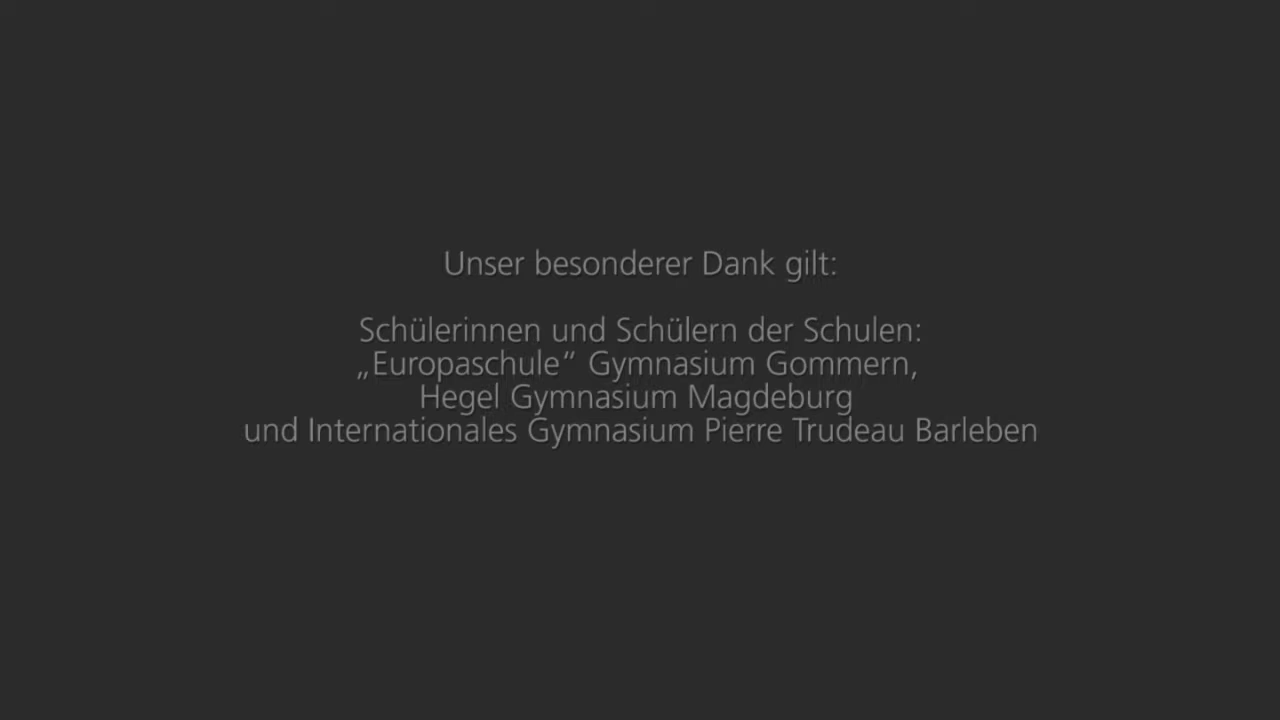 Unser besonderer Dank gilt:
Schülerinnen und Schülern der Schulen:
„Europaschule“ Gymnasium Gommern,
Hegel Gymnasium Magdeburg
und Internationales Gymnasium Pierre Trudeau Barleben